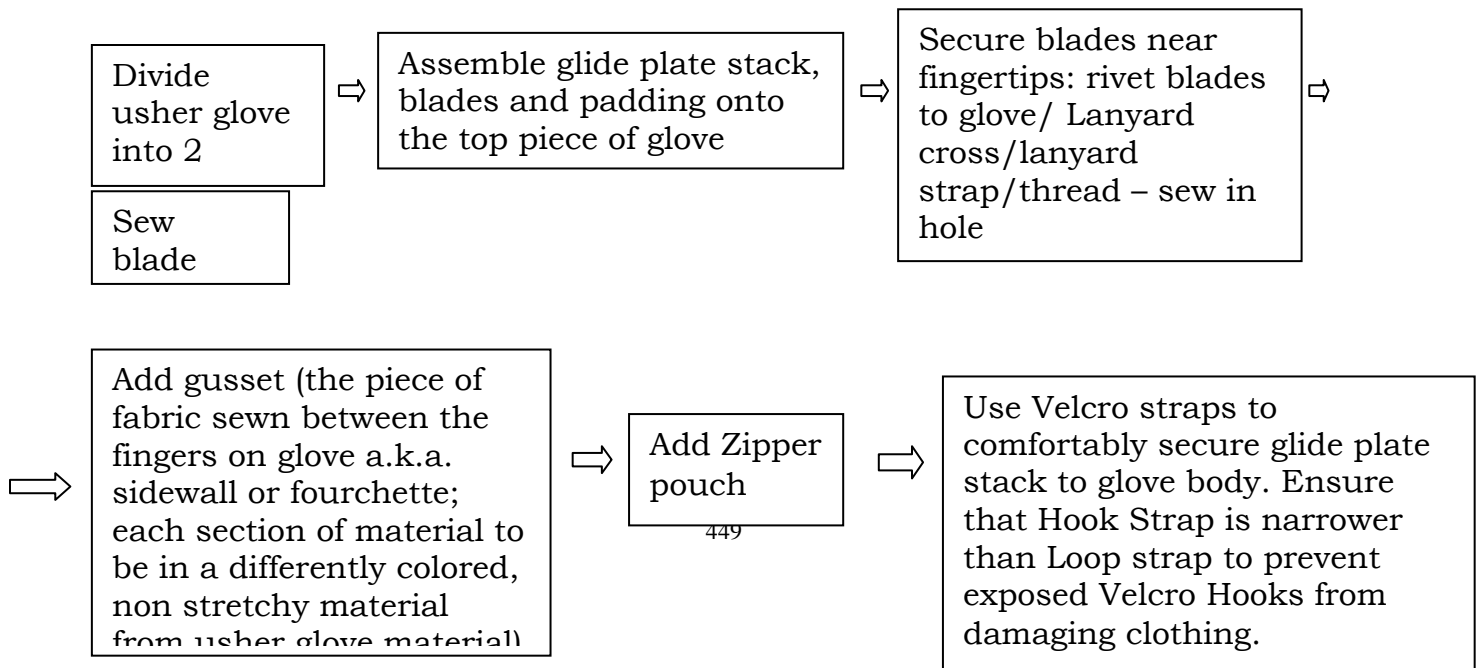 Divide
usher glove
into 2
Sew
blade
Assemble glide plate stack,
blades and padding onto
the top piece of glove
Secure blades near
fingertips: rivet blades
to glove/ Lanyard
cross/lanyard
strap/thread – sew in
hole
Add gusset (the piece of
fabric sewn between the
fingers on glove a.k.a.
sidewall or fourchette;
each section of material to
be in a differently colored,
non stretchy material
from usher glove material)
Add Zipper
pouch
449
Use Velcro straps to
comfortably secure glide plate
stack to glove body. Ensure
that Hook Strap is narrower
than Loop strap to prevent
exposed Velcro Hooks from
damaging clothing.